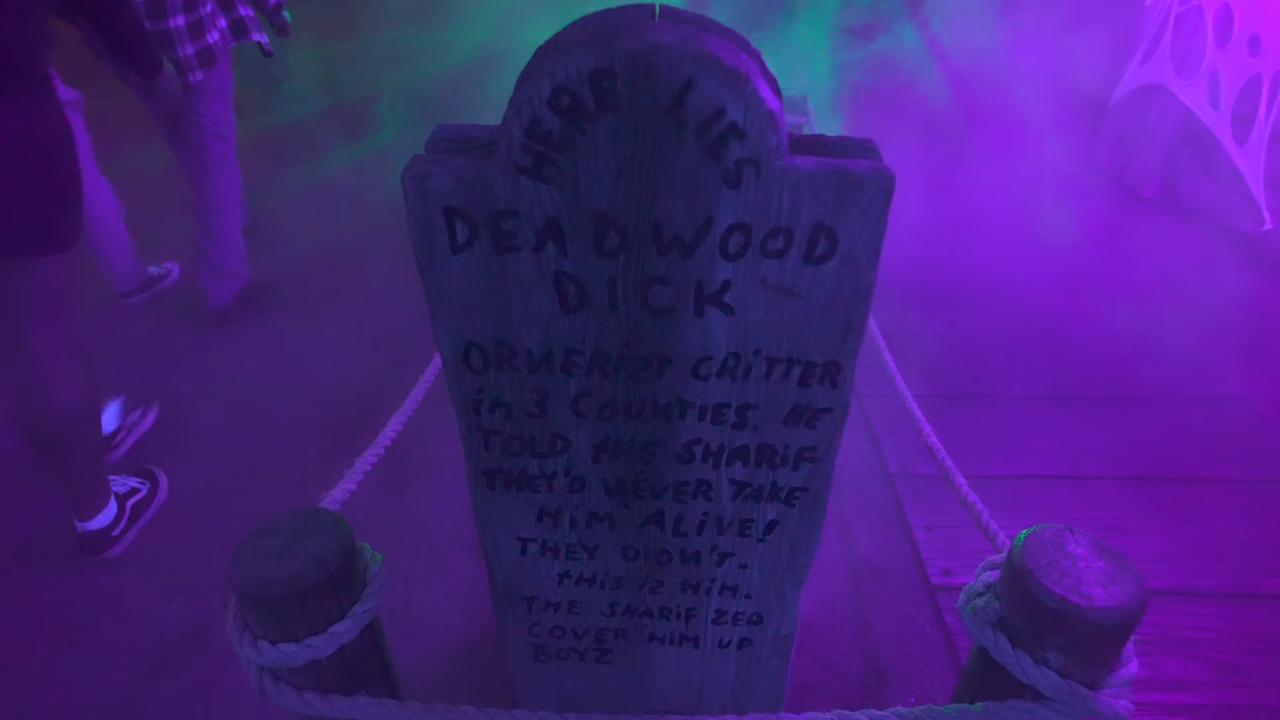 HERE LIES
DEADWOOD
DICK
ORNERIZT CRiTTER
in 3 COUNTIES. HE
TOLD tHE SHARiF
THEY'D NEVER TAKE
HiM ALiVE!
THEY DIDN'T.
tHiS iZ HiM.
THE SHARiF ZED
COVER HiM UP
BOYZ